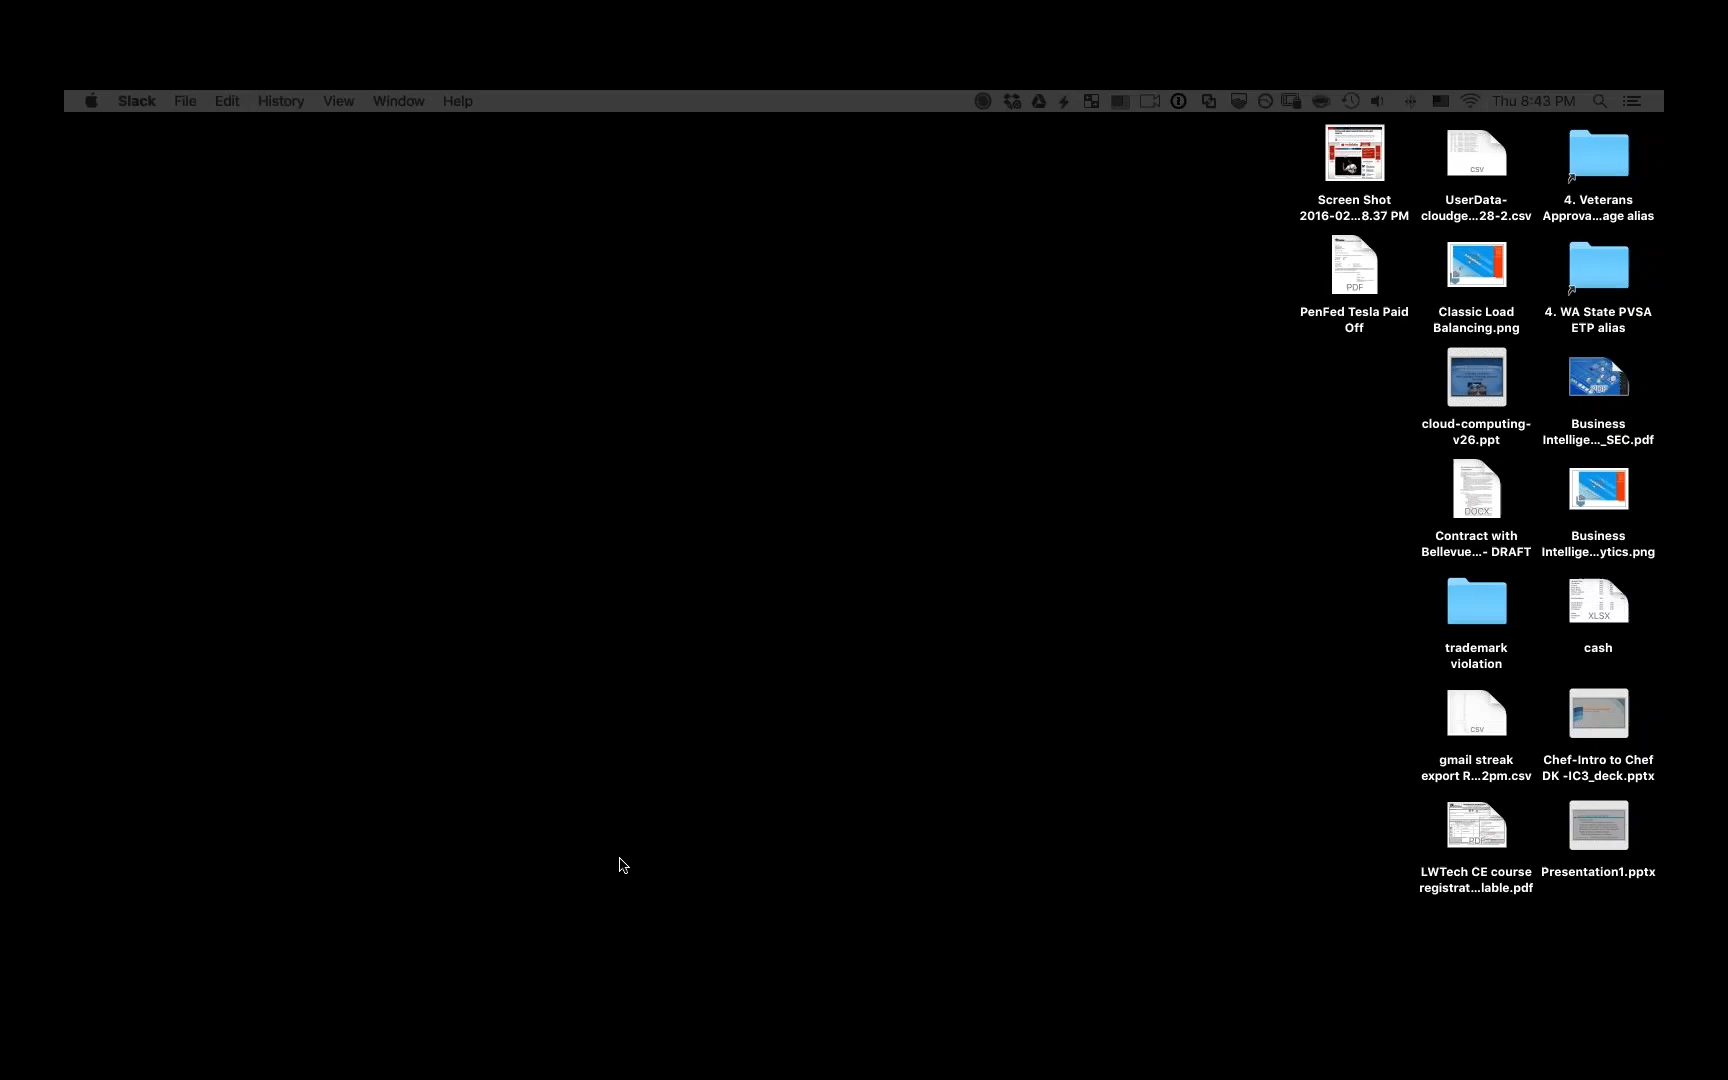 Slack File Edit History View Window Help Thu 8:43 PM
Screen Shot
2016-02...8.37 PM
UserData-
cloudge...28-2.csv
4. Veterans
Approva...age alias
PenFed Tesla Paid
Off
Classic Load
Balancing.png
4. WA State PVSA
ETP alias
cloud-computing-
v26.ppt
Business
Intellige..._SEC.pdf
Contract with
Bellevue...- DRAFT
Business
Intellige...ytics.png
trademark
violation
cash
gmail streak
export R...2pm.csv
Chef-Intro to Chef
DK -IC3_deck.pptx
LWTech CE course
registrat...lable.pdf
Presentation1.pptx
CSV
PDF
PDF
DOCX
XLSX
CSV
PDF